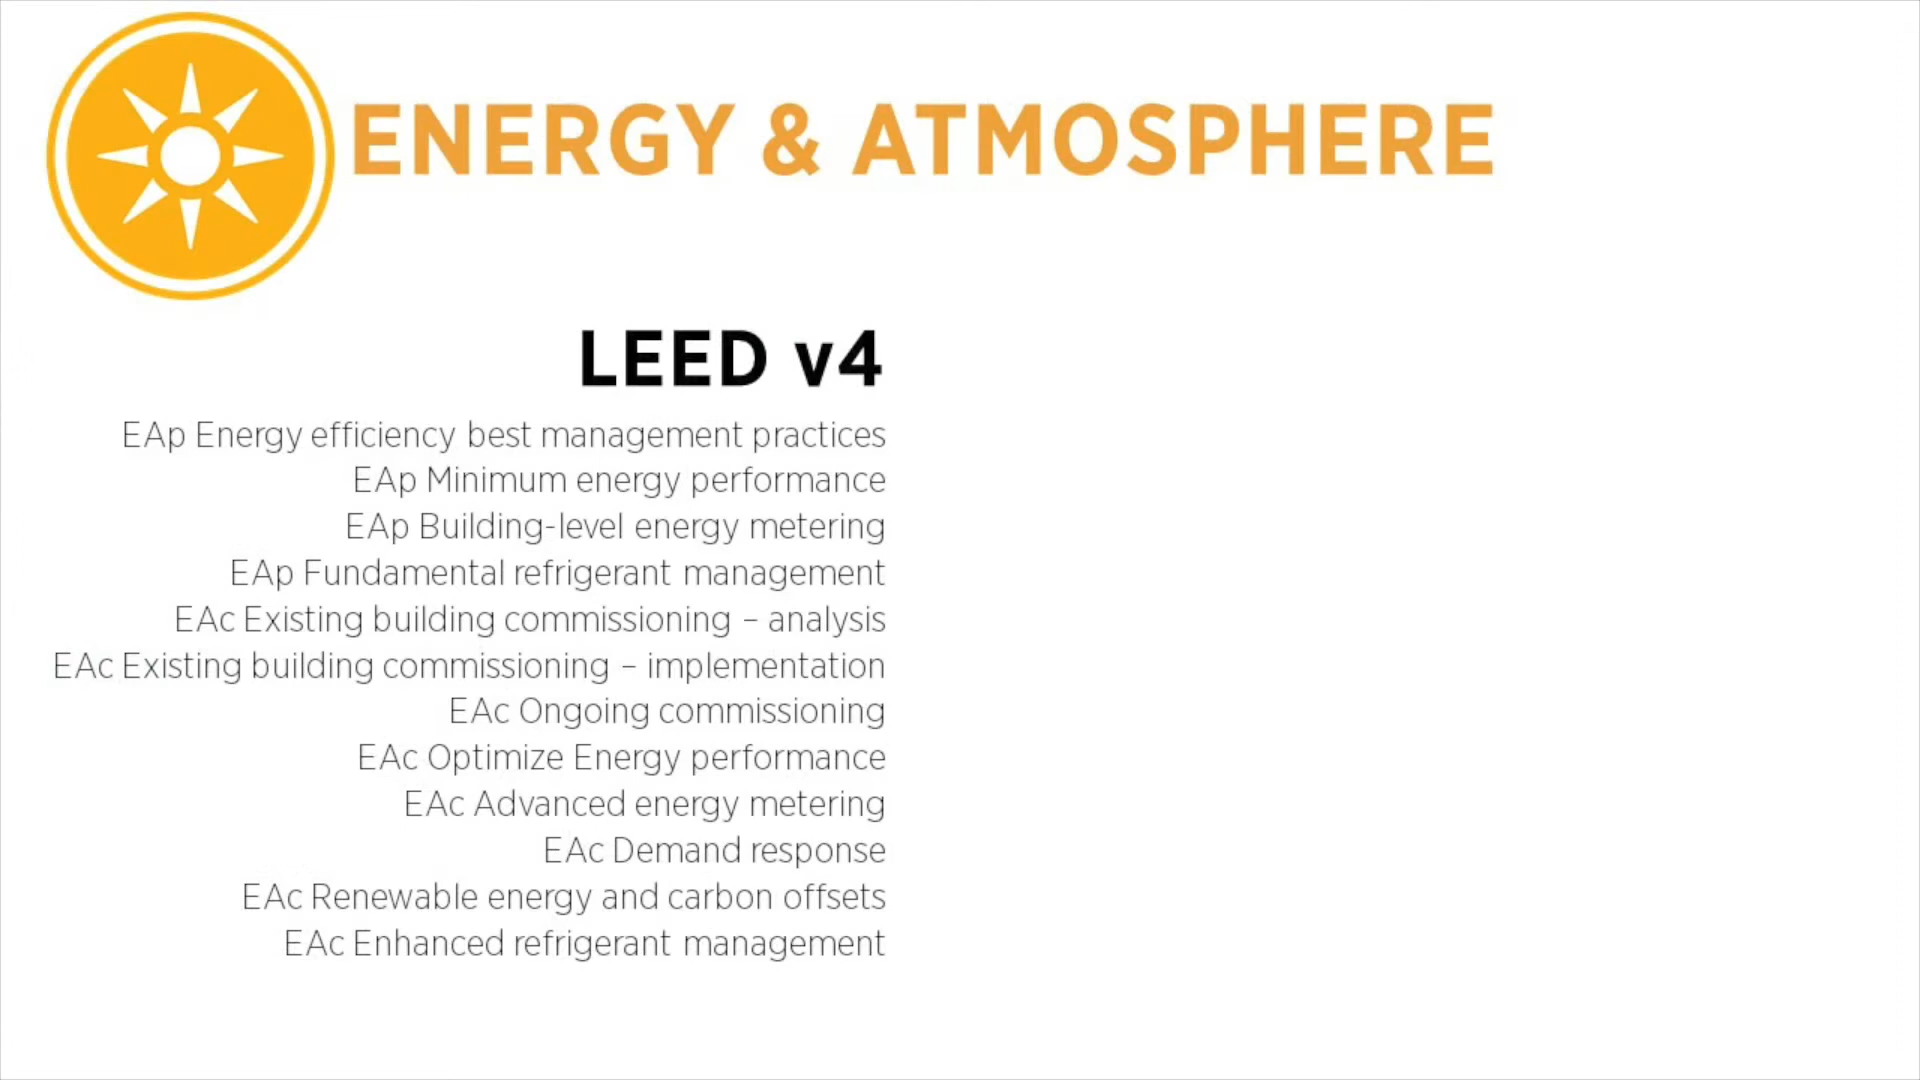 ENERGY & ATMOSPHERE
LEED v4
EAp Energy efficiency best management practices
EAp Minimum energy performance
EAp Building-level energy metering
EAp Fundamental refrigerant management
EAc Existing building commissioning – analysis
EAc Existing building commissioning – implementation
EAc Ongoing commissioning
EAc Optimize Energy performance
EAc Advanced energy metering
EAc Demand response
EAc Renewable energy and carbon offsets
EAc Enhanced refrigerant management